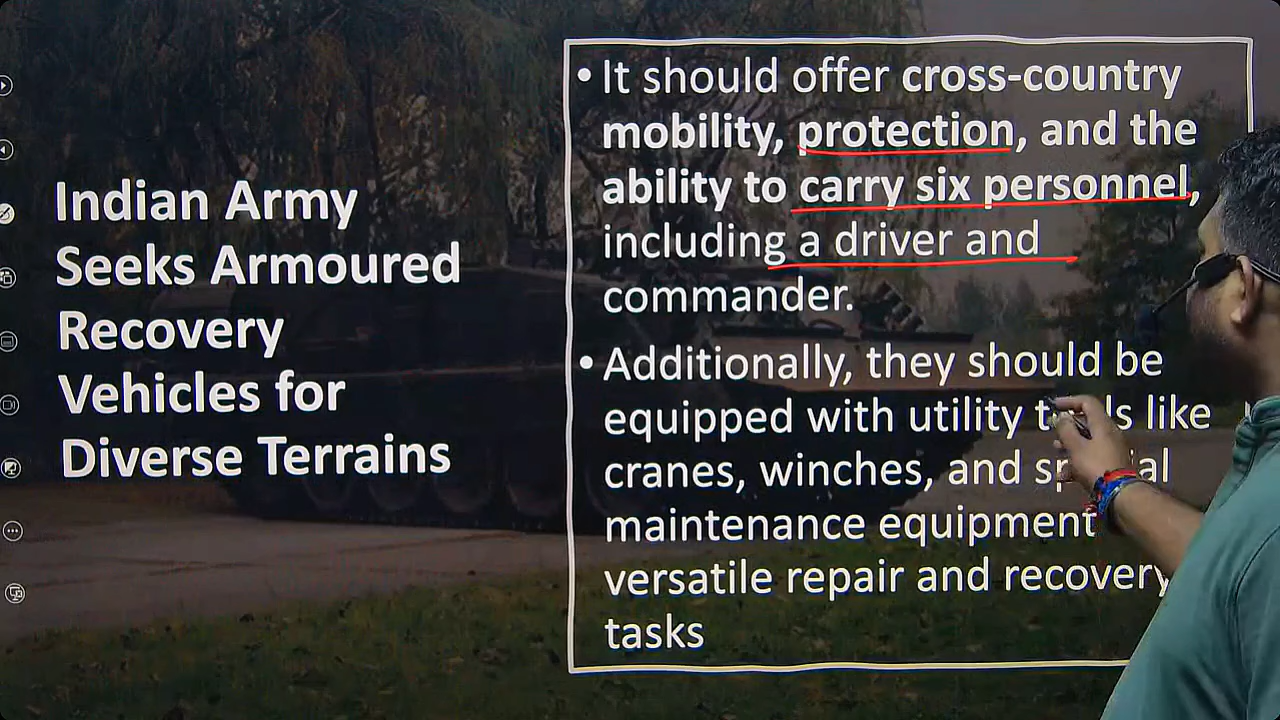 Indian Army
Seeks Armoured
Recovery
Vehicles for
Diverse Terrains
• It should offer cross-country
mobility, protection, and the
ability to carry six personnel,
including a driver and
commander.
• Additionally, they should be
equipped with utility like
cranes, winches, and
maintenance equipment
versatile repair and recovery
tasks